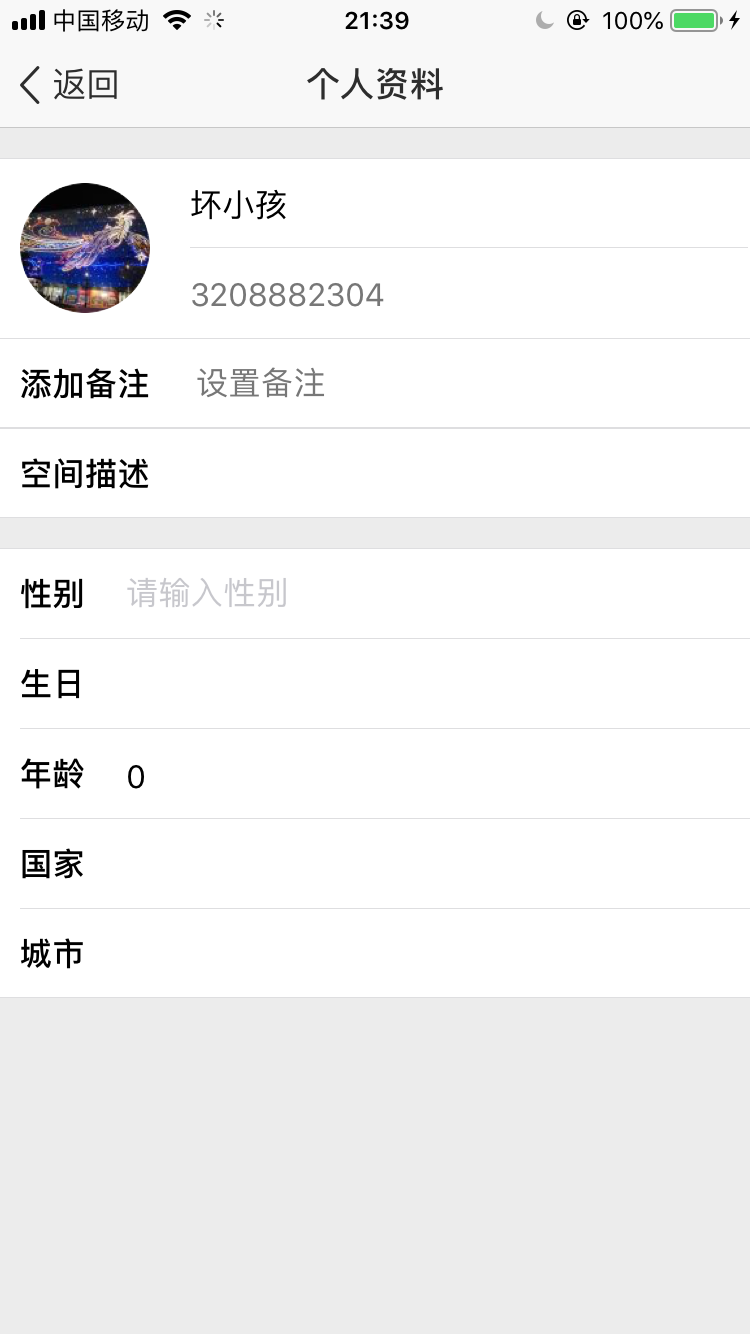 中国移动 21:39 100%
返回 个人资料
坏小孩
3208882304
添加备注 设置备注
空间描述
性别 请输入性别
生日
年龄 0
国家
城市